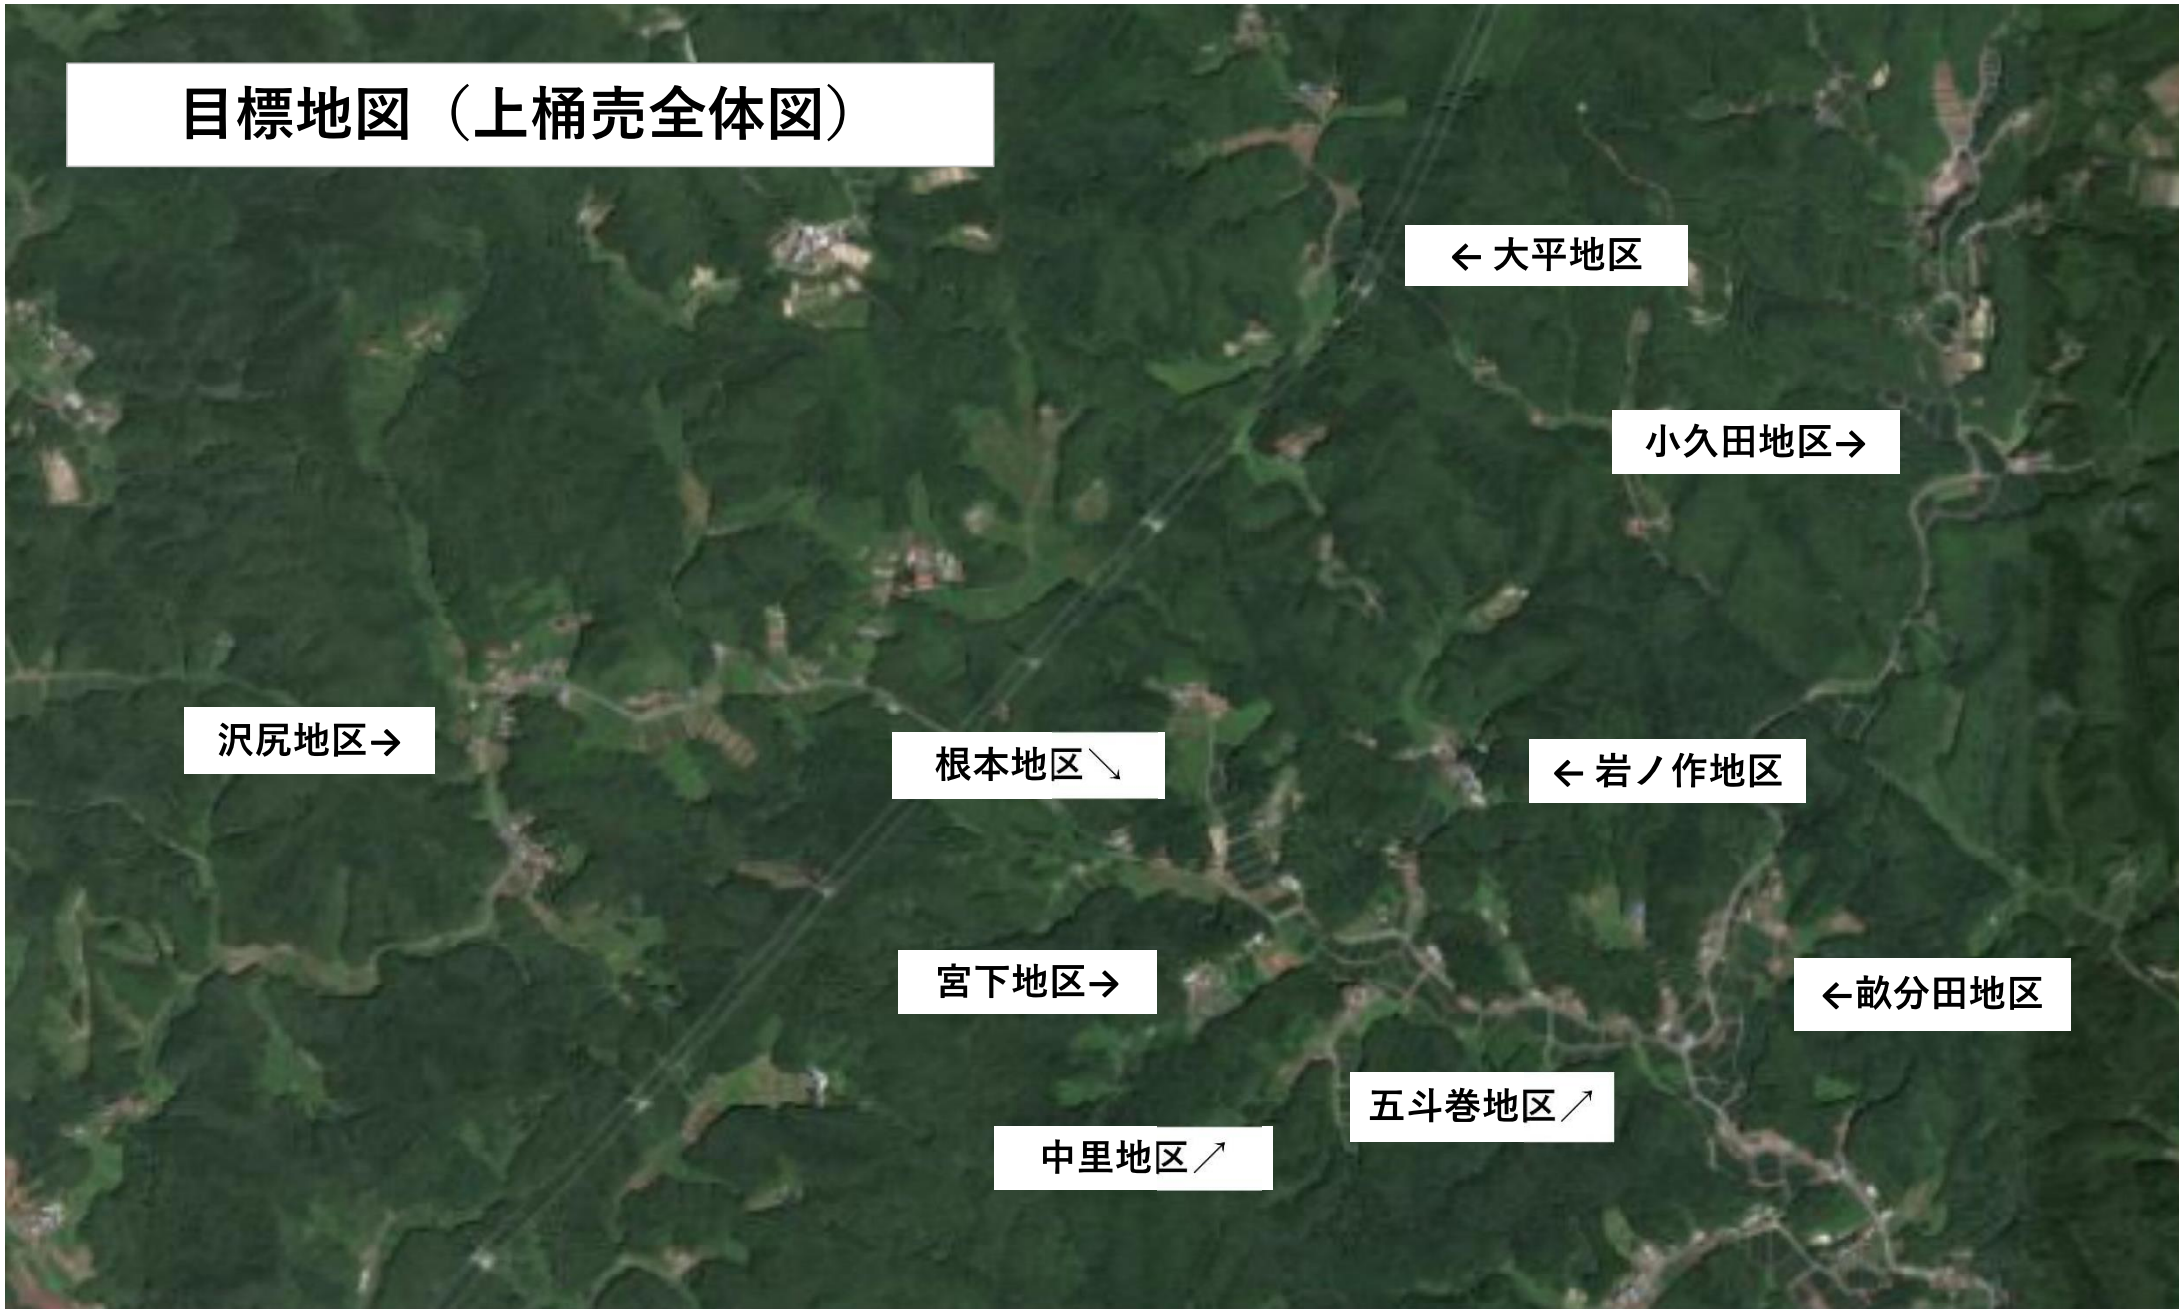 目標地図（上桶売全体図）
← 大平地区
小久田地区→
沢尻地区→
根本地区↘
← 岩ノ作地区
宮下地区→
←畝分田地区
五斗巻地区↗
中里地区↗